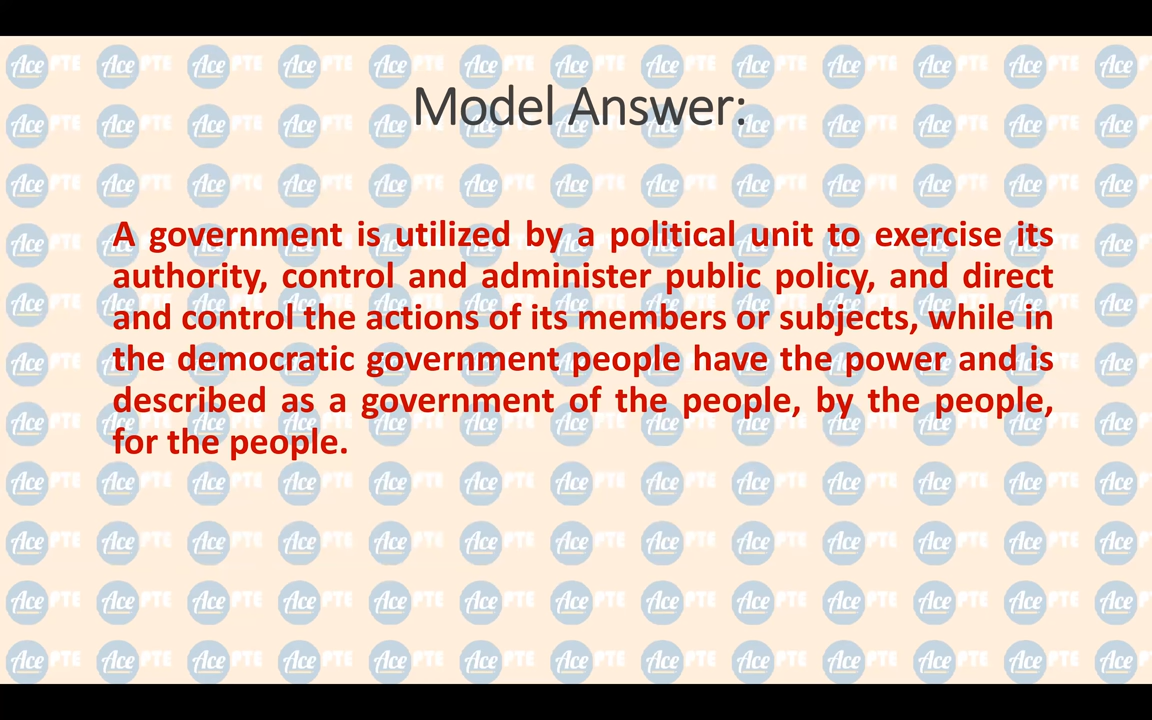 Model Answer:
A government is utilized by a political unit to exercise its
authority, control and administer public policy, and direct
and control the actions of its members or subjects, while in
the democratic government people have the power and is
described as a government of the people, by the people,
for the people.